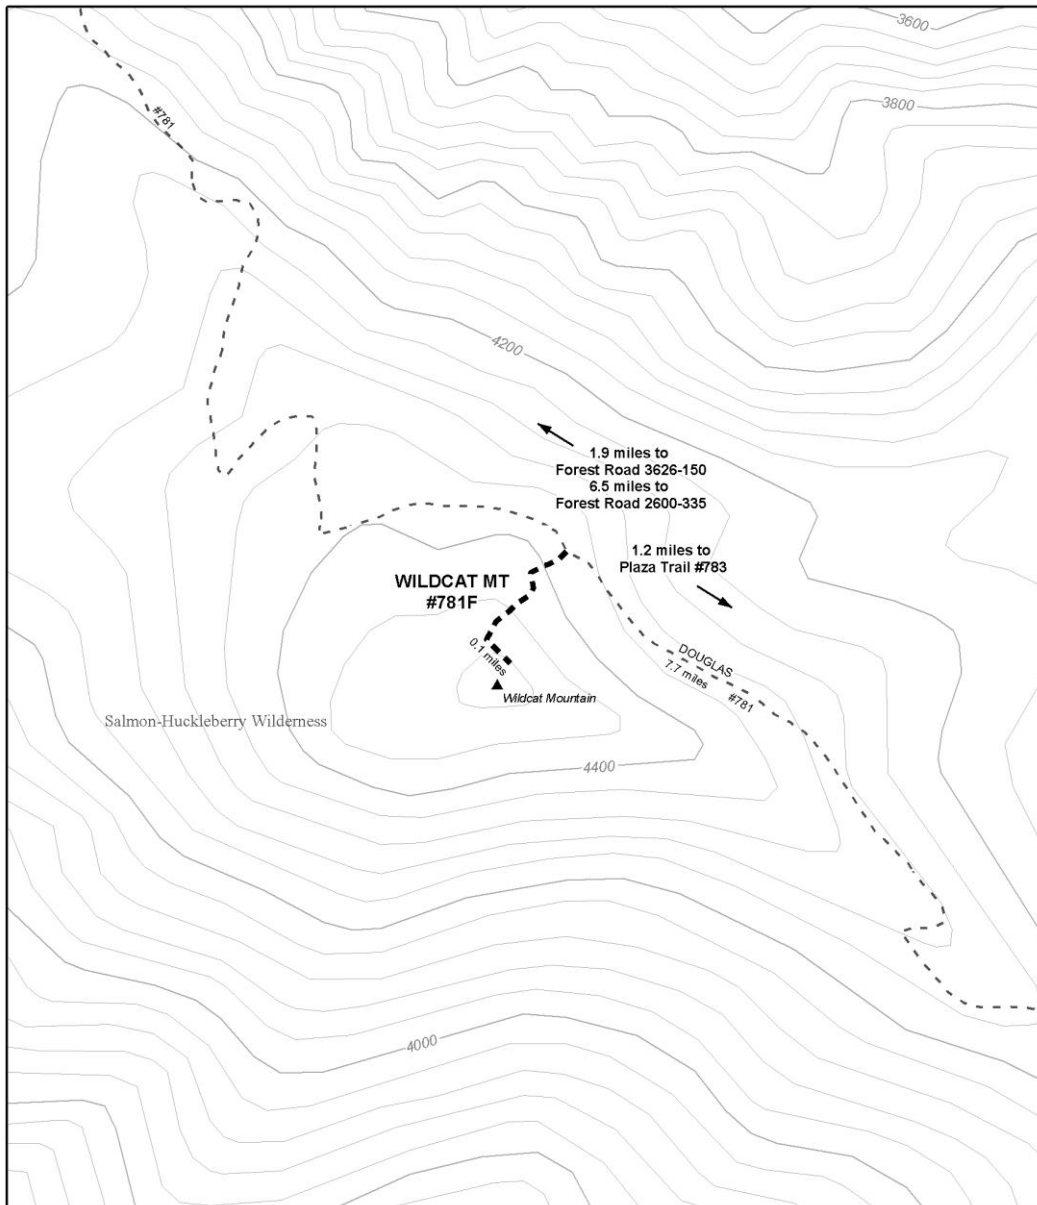 3600
3800
#781
4200
1.9 miles to
Forest Road 3626-150
6.5 miles to
Forest Road 2600-335
1.2 miles to
Plaza Trail #783
WILDCAT MT
#781F
0.1 miles
DOUGLAS
7.7 miles
#781
Wildcat Mountain
Salmon-Huckleberry Wilderness
4400
4000